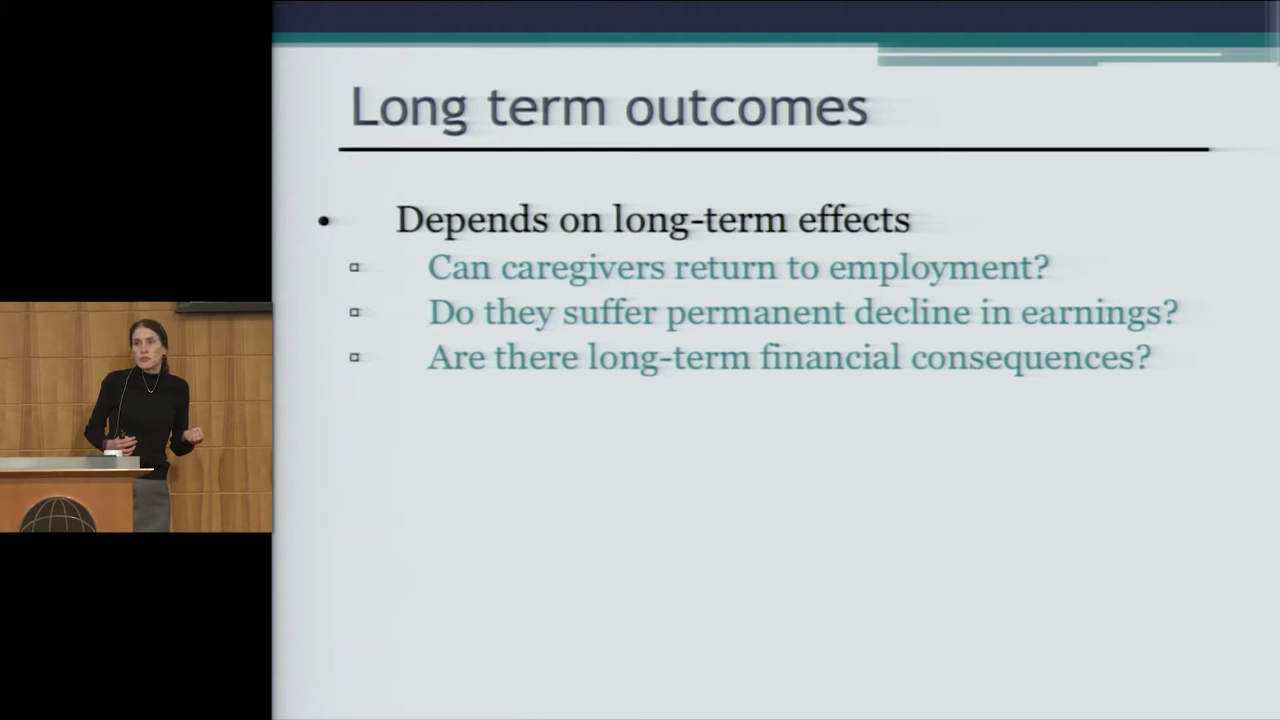 Long term outcomes
• Depends on long-term effects
▫ Can caregivers return to employment?
▫ Do they suffer permanent decline in earnings?
▫ Are there long-term financial consequences?